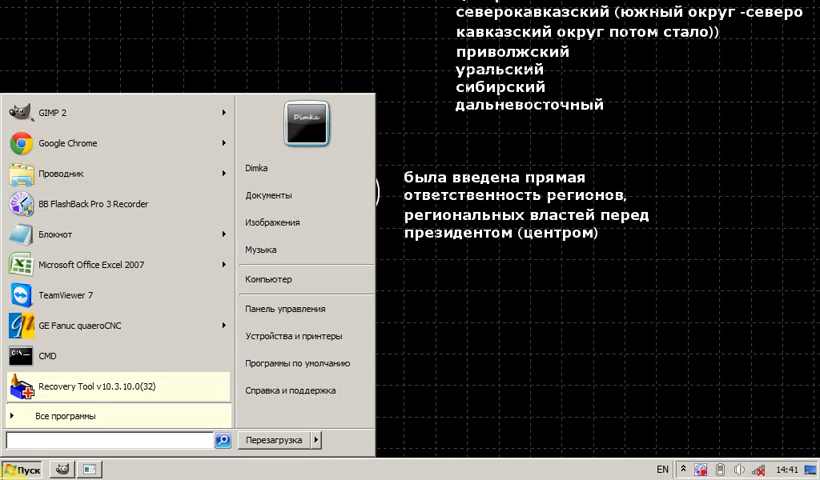 северокавказский (южный округ -северо
кавказский округ потом стало))
приволжский
уральский
сибирский
дальневосточный
была введена прямая
ответственность регионов,
региональных властей перед
президентом (центром)
GIMP 2
Google Chrome
Проводник
BB FlashBack Pro 3 Recorder
Блокнот
Microsoft Office Excel 2007
TeamViewer 7
GE Fanuc quaeroCNC
CMD
Recovery Tool v10.3.10.0(32)
Все программы
Dimka
Dimka
Документы
Изображения
Музыка
Компьютер
Панель управления
Устройства и принтеры
Программы по умолчанию
Справка и поддержка
Перезагрузка
Пуск
EN
14:41